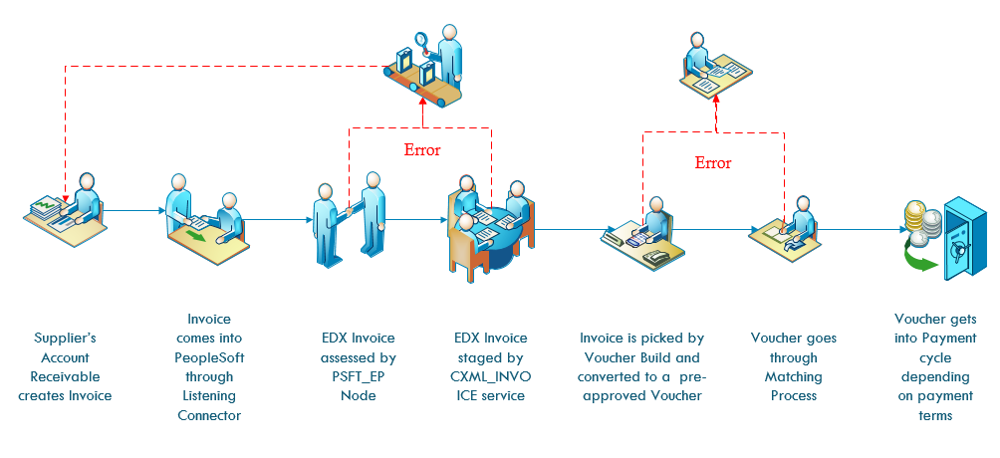 Error
Error
Supplier's
Account
Receivable
creates Invoice
Invoice
comes into
PeopleSoft
through
Listening
Connector
EDX Invoice
assessed by
PSFT_EP
Node
EDX Invoice
staged by
CXML_INVO
ICE service
Invoice is picked by
Voucher Build and
converted to a pre-
approved Voucher
Voucher goes
through
Matching
Process
Voucher gets
into Payment
cycle
depending
on payment
terms